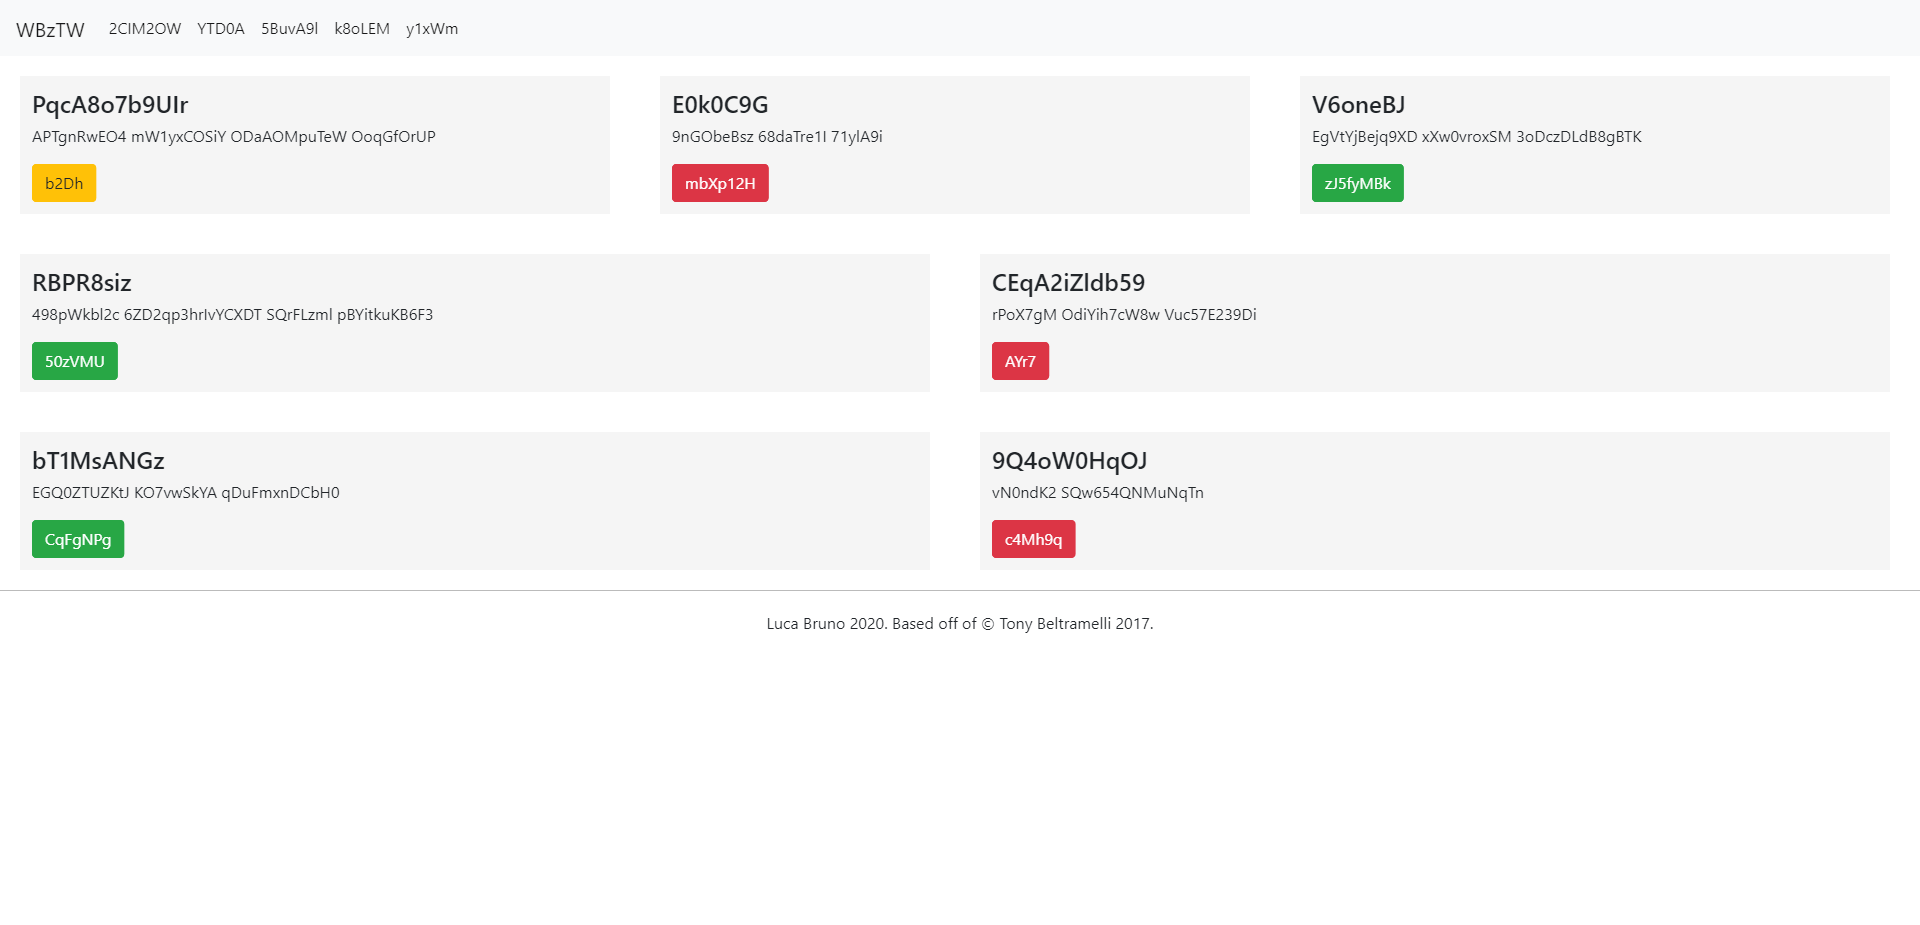 WBzTW 2CIM2OW YTD0A 5BuvA9l k8oLEM y1xWm
PqcA8o7b9UIr
APTgnRwEO4 mW1yxCOSiY ODaAOMpuTeW OoqGfOrUP
b2Dh
E0k0C9G
9nGObeBsz 68daTre1I 71ylA9i
mbXp12H
V6oneBJ
EgVtYjBejq9XD xXw0vroxSM 3oDczDLdB8gBTK
zJ5fyMBk
RBPR8siz
498pWkbl2c 6ZD2qp3hrIvYCXDT SQrFLzml pBYitkuKB6F3
50zVMU
CEqA2iZldb59
rPoX7gM OdiYih7cW8w Vuc57E239Di
AYr7
bT1MsANGz
EGQ0ZTUZKtJ KO7vwSkYA qDuFmxnDCbH0
CqFgNPg
9Q4oW0HqOJ
vN0ndK2 SQw654QNMuNqTn
c4Mh9q
Luca Bruno 2020. Based off of © Tony Beltramelli 2017.